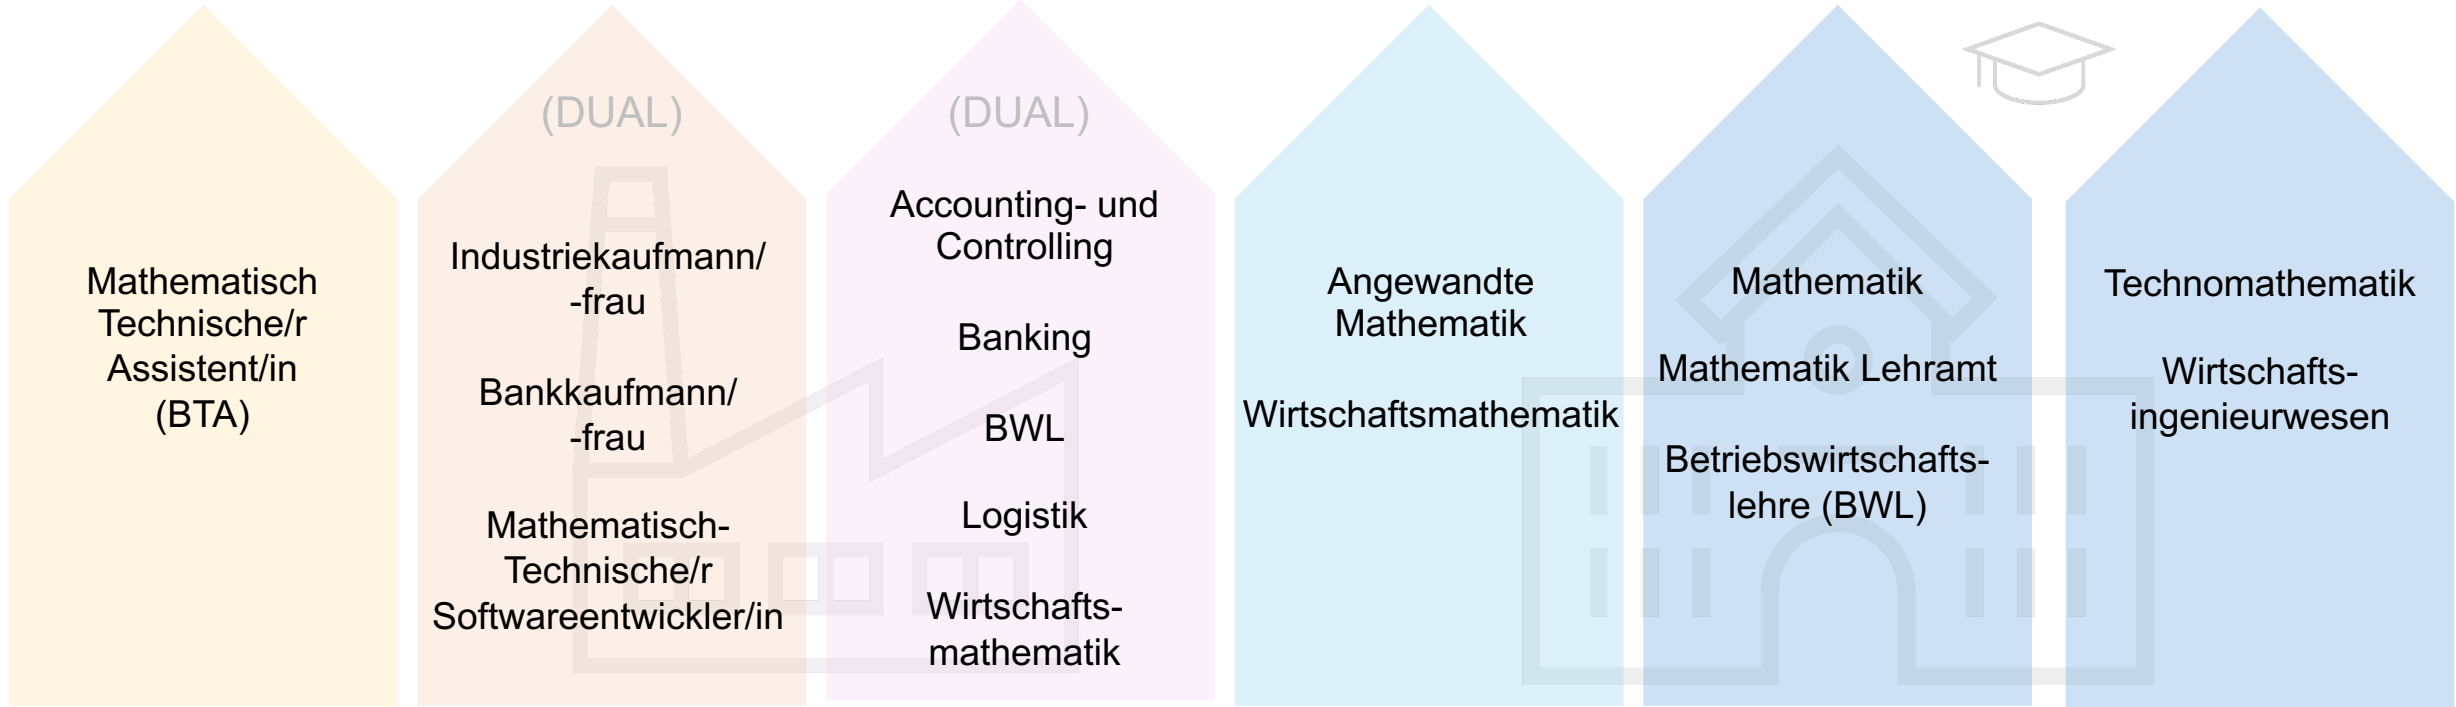 Mathematisch
Technische/r
Assistent/in
(BTA)
(DUAL)
Industriekaufmann/
-frau
Bankkaufmann/
-frau
Mathematisch-
Technische/r
Softwareentwickler/in
(DUAL)
Accounting- und
Controlling
Banking
BWL
Logistik
Wirtschafts-
mathematik
Angewandte
Mathematik
Wirtschaftsmathematik
Mathematik
Mathematik Lehramt
Betriebswirtschafts-
lehre (BWL)
Technomathematik
Wirtschafts-
ingenieurwesen